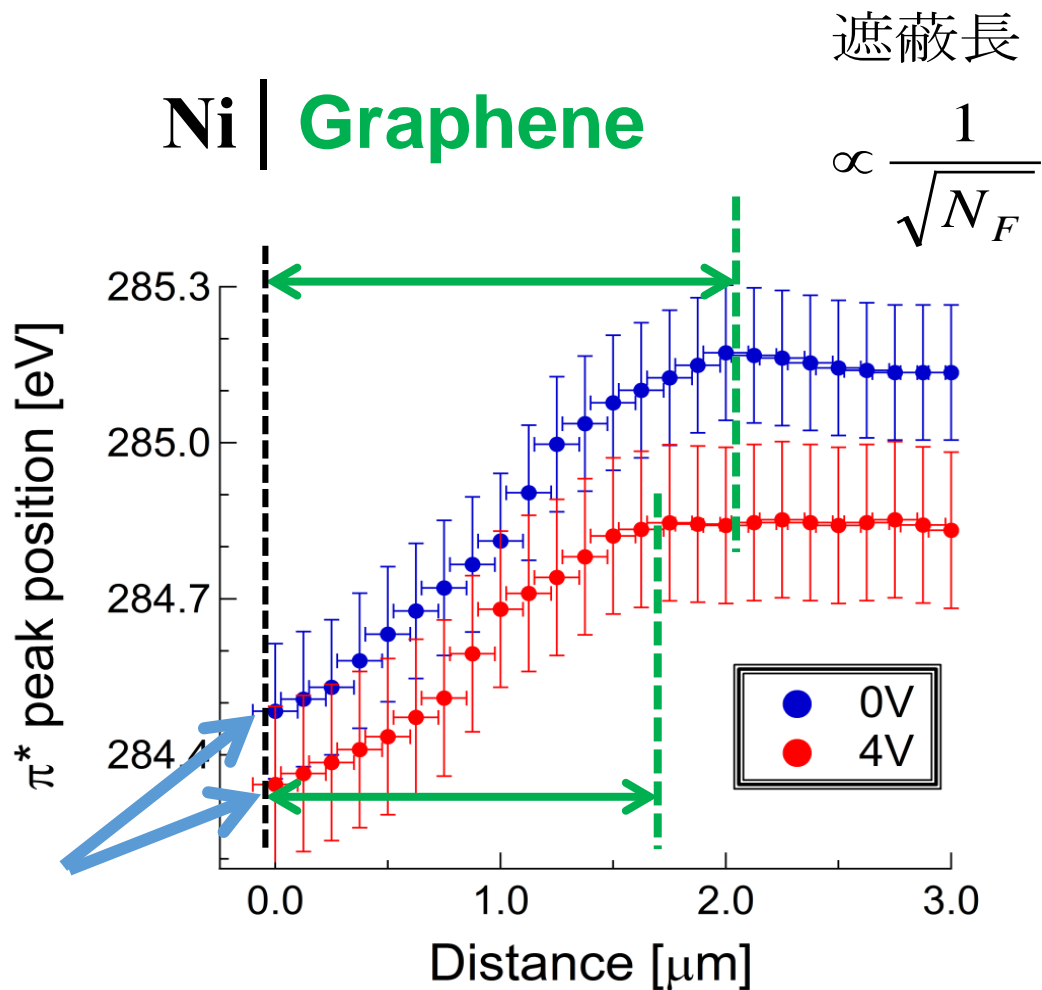 遮蔽長
∝ 1 / √N_F
Ni | Graphene
285.3
285.0
284.7
284.4
π* peak position [eV]
0V
4V
0.0 1.0 2.0 3.0
Distance [μm]